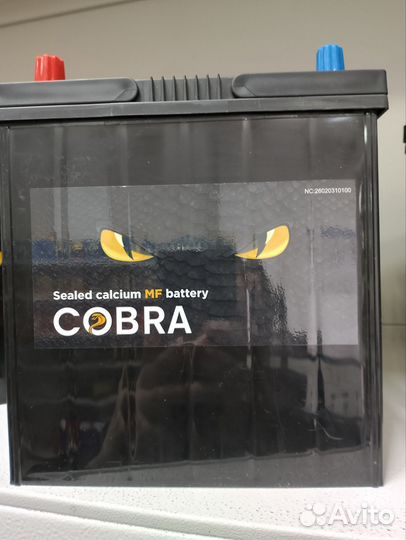 NC:26020310100
Sealed calcium MF battery
COBRA
Avito